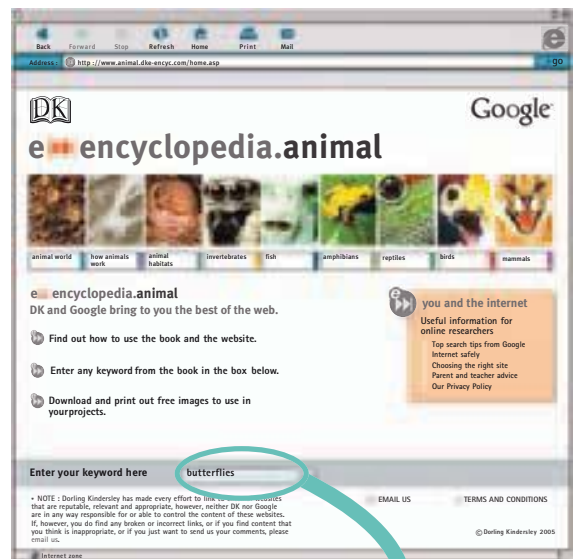 Back Forward Stop Refresh Home Print Mail
Address: http ://www.animal.dke-encyc.com/home.asp go
DK Google
e encyclopedia.animal
animal world how animals work animal habitats invertebrates fish amphibians reptiles birds mammals
e encyclopedia.animal
DK and Google bring to you the best of the web.
Find out how to use the book and the website.
Enter any keyword from the book in the box below.
Download and print out free images to use in
yourprojects.
you and the internet
Useful information for
online researchers
Top search tips from Google
Internet safely
Choosing the right site
Parent and teacher advice
Our Privacy Policy
Enter your keyword here butterflies
• NOTE : Dorling Kindersley has made every effort to link to websites
that are reputable, relevant and appropriate, however, neither DK nor Google
are in any way responsible for or able to control the content of these websites.
If, however, you do find any broken or incorrect links, or if you find content that
you think is inappropriate, or if you just want to send us your comments, please
email us.
EMAIL US TERMS AND CONDITIONS
© Dorling Kindersley 2005
Internet zone